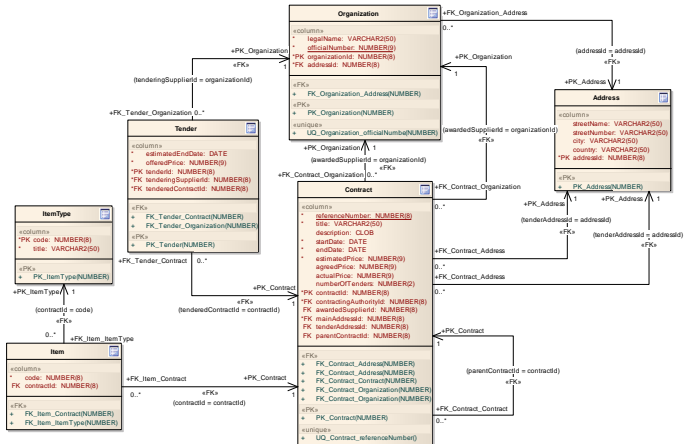 Organization
«column»
* legalName: VARCHAR2(50)
* officialNumber: NUMBER(9)
*PK organizationId: NUMBER(8)
*FK addressId: NUMBER(8)
«FK»
+ FK_Organization_Address(NUMBER)
«PK»
+ PK_Organization(NUMBER)
«unique»
+ UQ_Organization_officialNumbe(NUMBER)
+FK_Organization_Address
0..*
(addressId = addressId)
«FK»
+PK_Address
1
Address
«column»
streetName: VARCHAR2(50)
streetNumber: VARCHAR2(50)
city: VARCHAR2(50)
country: VARCHAR2(50)
*PK addressId: NUMBER(8)
«PK»
+ PK_Address(NUMBER)
+PK_Organization
1
«FK»
(tenderingSupplierId = organizationId)
+FK_Tender_Organization 0..*
Tender
«column»
* estimatedEndDate: DATE
* offeredPrice: NUMBER(9)
*PK tenderId: NUMBER(8)
*FK tenderingSupplierId: NUMBER(8)
*FK tenderedContractId: NUMBER(8)
«FK»
+ FK_Tender_Contract(NUMBER)
+ FK_Tender_Organization(NUMBER)
«PK»
+ PK_Tender(NUMBER)
+FK_Tender_Contract
0..*
+PK_Contract
1
«FK»
(tenderedContractId = contractId)
+PK_Organization
1
(awardedSupplierId = organizationId)
«FK»
+FK_Contract_Organization
0..*
+PK_Organization
1
(awardedSupplierId = organizationId)
«FK»
+FK_Contract_Organization
0..*
Contract
«column»
* referenceNumber: NUMBER(8)
* title: VARCHAR2(50)
description: CLOB
* startDate: DATE
* endDate: DATE
* estimatedPrice: NUMBER(9)
agreedPrice: NUMBER(9)
actualPrice: NUMBER(9)
numberOfTenders: NUMBER(2)
*PK contractId: NUMBER(8)
*FK contractingAuthorityId: NUMBER(8)
FK awardedSupplierId: NUMBER(8)
*FK mainAddressId: NUMBER(8)
FK tenderAddressId: NUMBER(8)
FK parentContractId: NUMBER(8)
«FK»
+ FK_Contract_Address(NUMBER)
+ FK_Contract_Address(NUMBER)
+ FK_Contract_Contract(NUMBER)
+ FK_Contract_Organization(NUMBER)
+ FK_Contract_Organization(NUMBER)
«PK»
+ PK_Contract(NUMBER)
«unique»
+ UQ_Contract_referenceNumber()
+PK_Address
1
(tenderAddressId = addressId)
«FK»
+FK_Contract_Address
0..*
+PK_Address
1
(tenderAddressId = addressId)
«FK»
+FK_Contract_Address
0..*
+PK_Contract
1
(parentContractId = contractId)
«FK»
+FK_Contract_Contract
0..*
ItemType
«column»
*PK code: NUMBER(8)
* title: VARCHAR2(50)
«PK»
+ PK_ItemType(NUMBER)
+PK_ItemType
1
(contractId = code)
«FK»
0..*
+FK_Item_ItemType
Item
«column»
* code: NUMBER(8)
FK contractId: NUMBER(8)
«FK»
+ FK_Item_Contract(NUMBER)
+ FK_Item_ItemType(NUMBER)
+FK_Item_Contract
0..*
+PK_Contract
1
«FK»
(contractId = contractId)